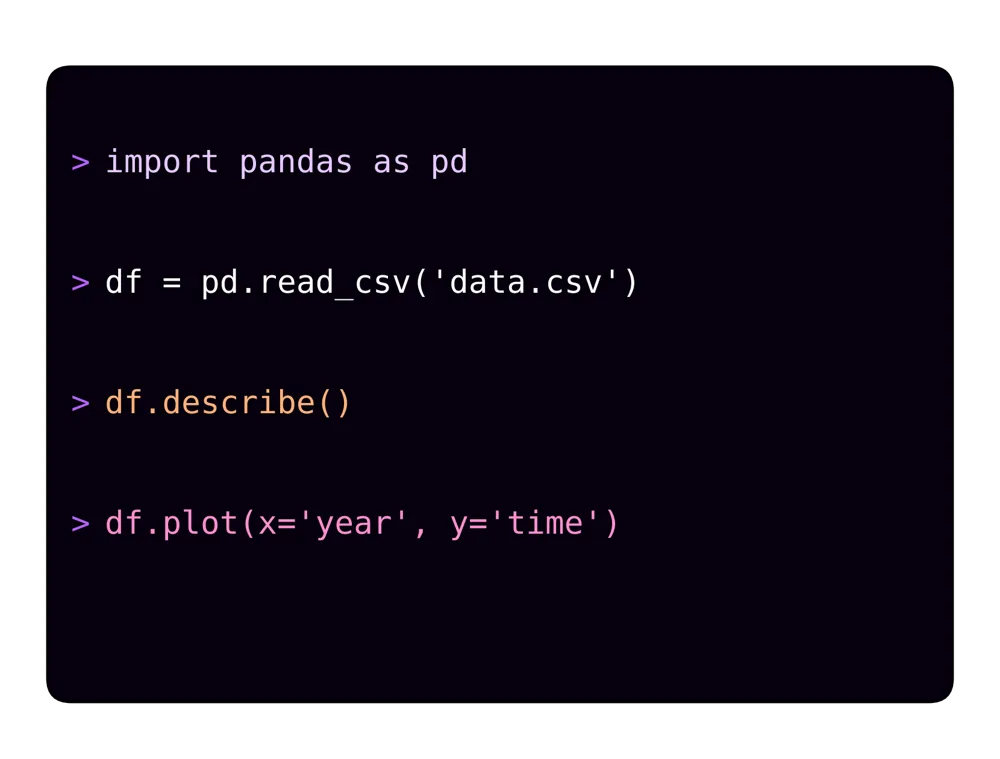 > import pandas as pd
> df = pd.read_csv('data.csv')
> df.describe()
> df.plot(x='year', y='time')